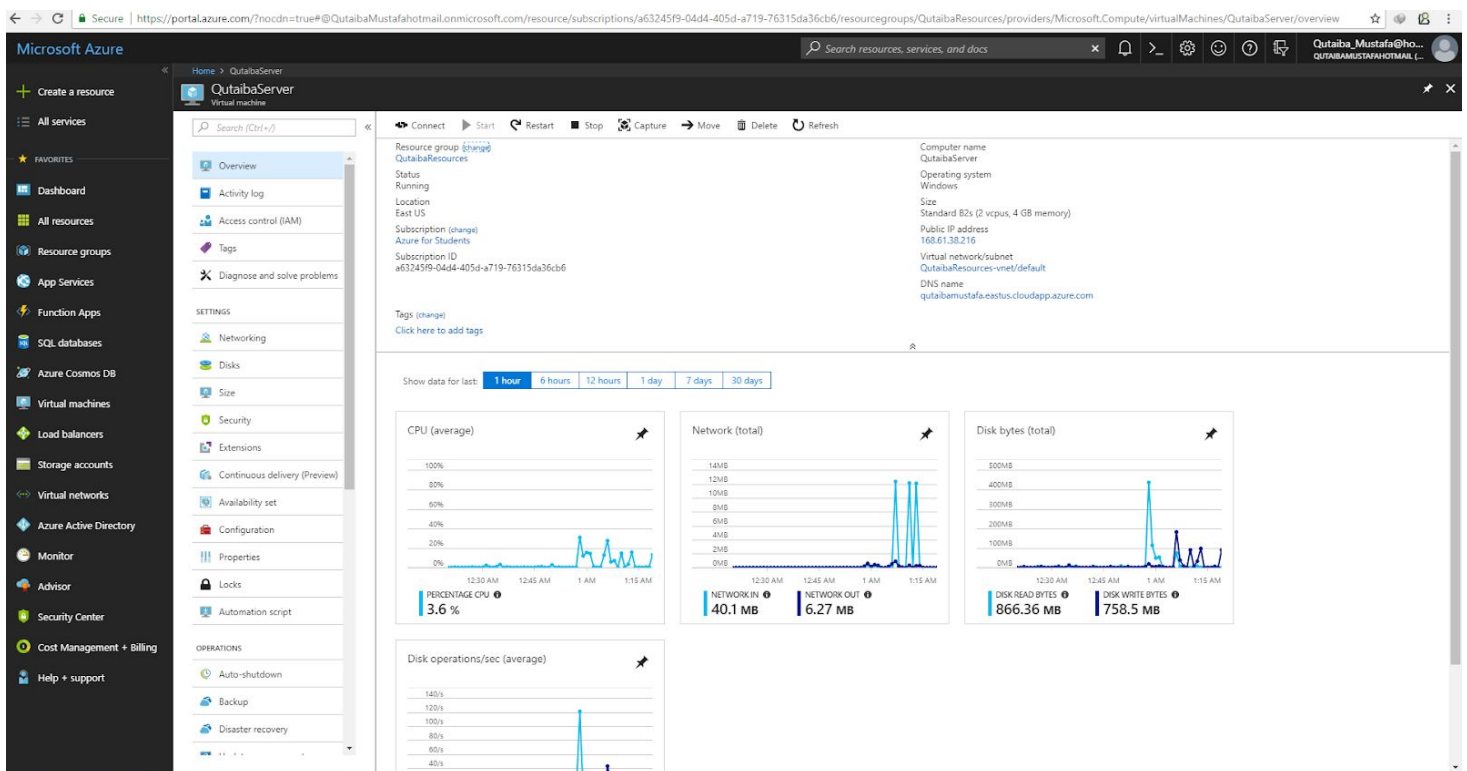 Secure | https://portal.azure.com/?nocdn=true#@QutaibaMustafahotmail.onmicrosoft.com/resource/subscriptions/a63245f9-04d4-405d-a719-76315da36cb6/resourcegroups/QutaibaResources/providers/Microsoft.Compute/virtualMachines/QutaibaServer/overview
Microsoft Azure
Search resources, services, and docs
Qutaiba_Mustafa@ho...
QUTAIBAMUSTAFAHOTMAIL (...
Create a resource
All services
FAVORITES
Dashboard
All resources
Resource groups
App Services
Function Apps
SQL databases
Azure Cosmos DB
Virtual machines
Load balancers
Storage accounts
Virtual networks
Azure Active Directory
Monitor
Advisor
Security Center
Cost Management + Billing
Help + support
Home > QutaibaServer
QutaibaServer
Virtual machine
Search (Ctrl+/)
Overview
Activity log
Access control (IAM)
Tags
Diagnose and solve problems
SETTINGS
Networking
Disks
Size
Security
Extensions
Continuous delivery (Preview)
Availability set
Configuration
Properties
Locks
Automation script
OPERATIONS
Auto-shutdown
Backup
Disaster recovery
Connect Start Restart Stop Capture Move Delete Refresh
Resource group (change)
QutaibaResources
Status
Running
Location
East US
Subscription (change)
Azure for Students
Subscription ID
a63245f9-04d4-405d-a719-76315da36cb6
Computer name
QutaibaServer
Operating system
Windows
Size
Standard B2s (2 vcpus, 4 GB memory)
Public IP address
168.61.38.216
Virtual network/subnet
QutaibaResources-vnet/default
DNS name
qutaibamustafa.eastus.cloudapp.azure.com
Tags (change)
Click here to add tags
Show data for last: 1 hour 6 hours 12 hours 1 day 7 days 30 days
CPU (average)
100%
80%
60%
40%
20%
0%
12:30 AM 12:45 AM 1 AM 1:15 AM
PERCENTAGE CPU
3.6 %
Network (total)
14MB
12MB
10MB
8MB
6MB
4MB
2MB
0MB
12:30 AM 12:45 AM 1 AM 1:15 AM
NETWORK IN NETWORK OUT
40.1 MB 6.27 MB
Disk bytes (total)
500MB
400MB
300MB
200MB
100MB
0MB
12:30 AM 12:45 AM 1 AM 1:15 AM
DISK READ BYTES DISK WRITE BYTES
866.36 MB 758.5 MB
Disk operations/sec (average)
140/s
120/s
100/s
80/s
60/s
40/s